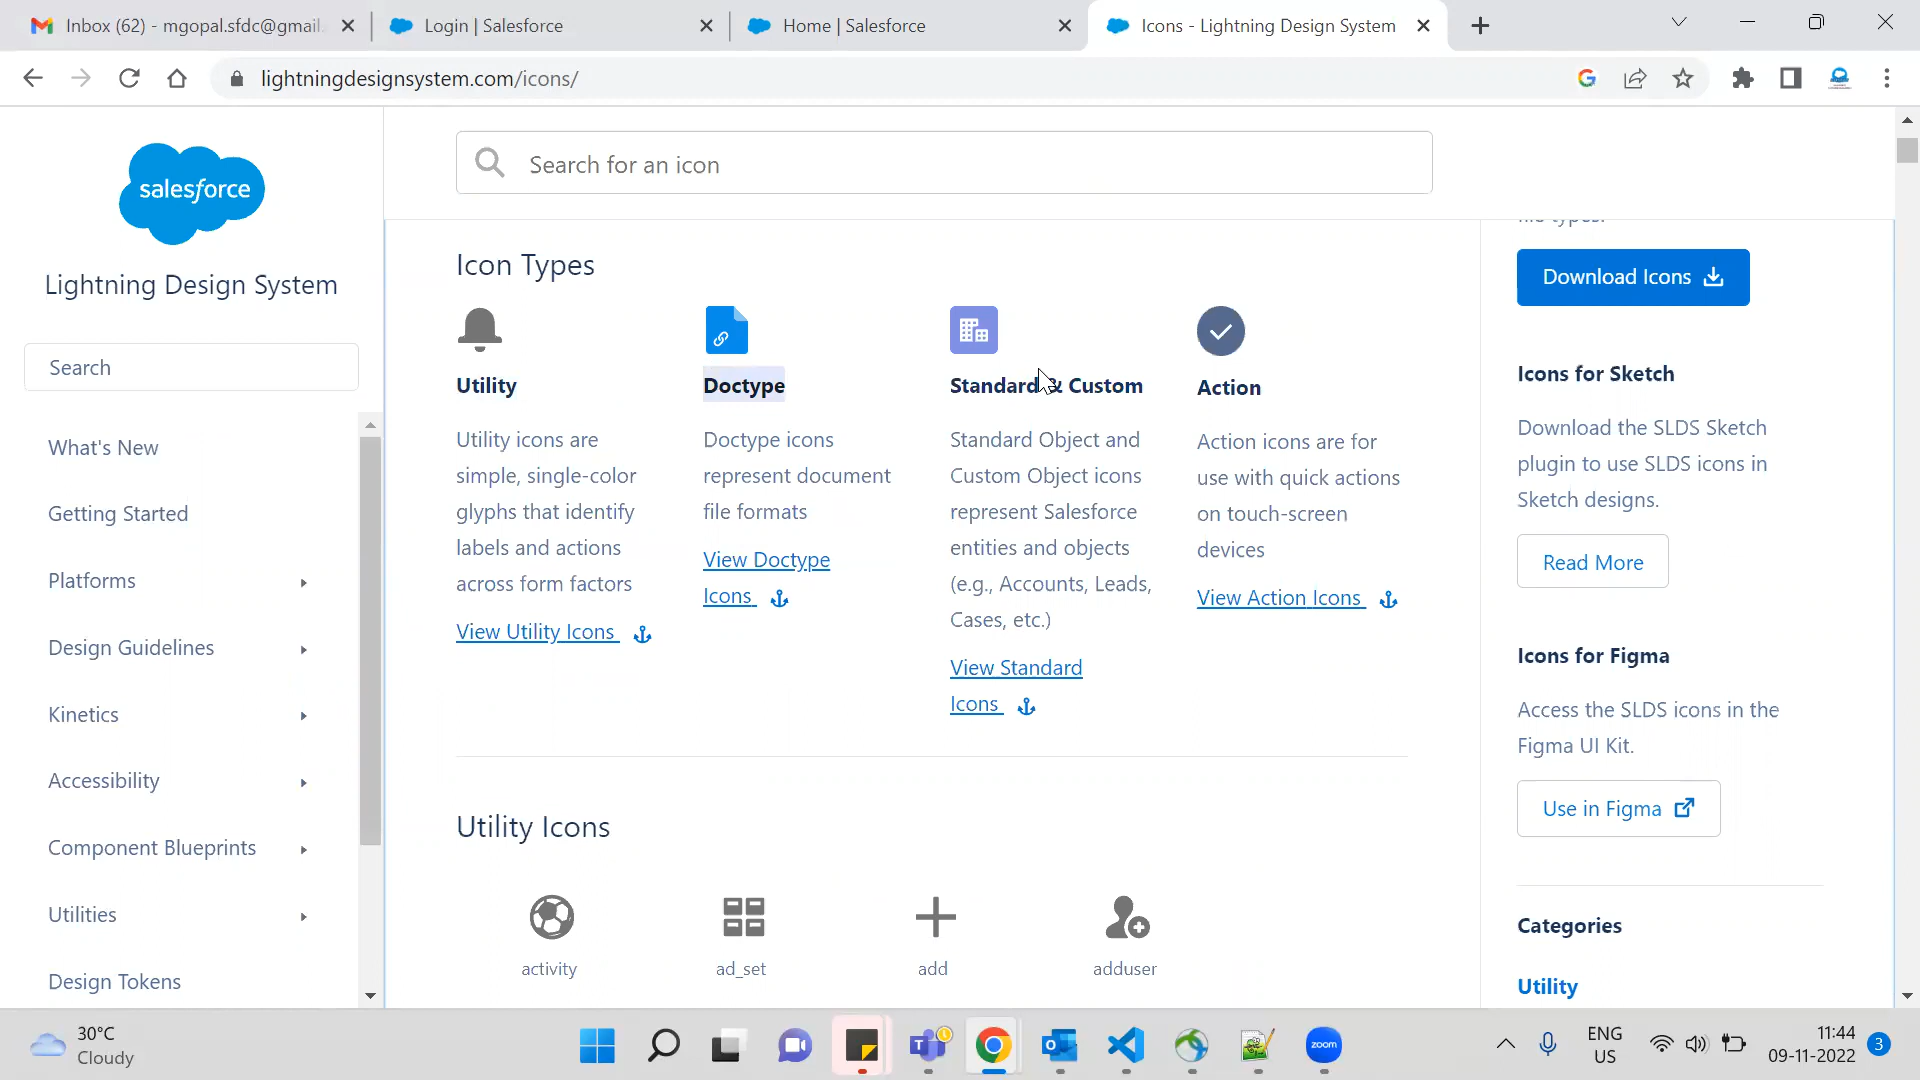 Inbox (62) - mgopal.sfdc@gmail.
Login | Salesforce
Home | Salesforce
Icons - Lightning Design System
lightningdesignsystem.com/icons/
salesforce
Lightning Design System
Search
What's New
Getting Started
Platforms
Design Guidelines
Kinetics
Accessibility
Component Blueprints
Utilities
Design Tokens
Search for an icon
Icon Types
Utility
Utility icons are
simple, single-color
glyphs that identify
labels and actions
across form factors
View Utility Icons
Doctype
Doctype icons
represent document
file formats
View Doctype
Icons
Standard & Custom
Standard Object and
Custom Object icons
represent Salesforce
entities and objects
(e.g., Accounts, Leads,
Cases, etc.)
View Standard
Icons
Action
Action icons are for
use with quick actions
on touch-screen
devices
View Action Icons
Utility Icons
activity
ad_set
add
adduser
file types.
Download Icons
Icons for Sketch
Download the SLDS Sketch
plugin to use SLDS icons in
Sketch designs.
Read More
Icons for Figma
Access the SLDS icons in the
Figma UI Kit.
Use in Figma
Categories
Utility
30°C
Cloudy
zoom
ENG
US
11:44
09-11-2022
3